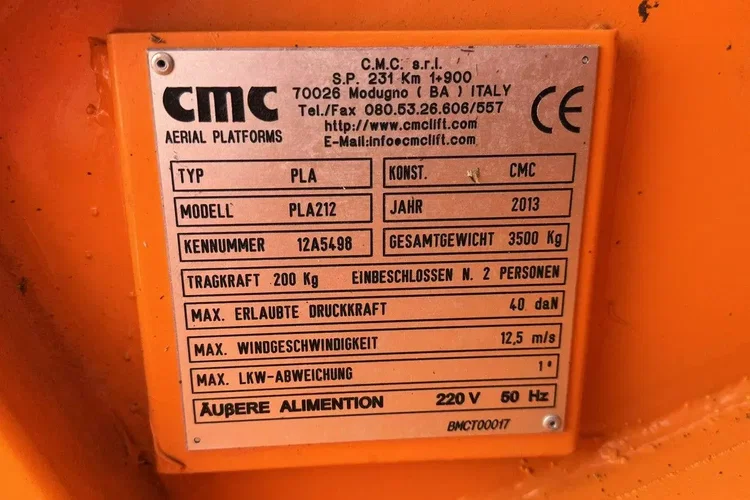 C.M.C. s.r.l.
S.P. 231 Km 1+900
70026 Modugno ( BA ) ITALY
Tel./Fax 080.53.26.606/557
http://www.cmclift.com
E-Mail:info@cmclift.com
cmc
AERIAL PLATFORMS
CE
TYP PLA
KONST. CMC
MODELL PLA212
JAHR 2013
KENNUMMER 12A5498
GESAMTGEWICHT 3500 Kg
TRAGKRAFT 200 Kg EINBESCHLOSSEN N. 2 PERSONEN
MAX. ERLAUBTE DRUCKKRAFT 40 daN
MAX. WINDGESCHWINDIGKEIT 12,5 m/s
MAX. LKW-ABWEICHUNG 1°
ÄUßERE ALIMENTION 220 V 50 Hz
BMCT00017